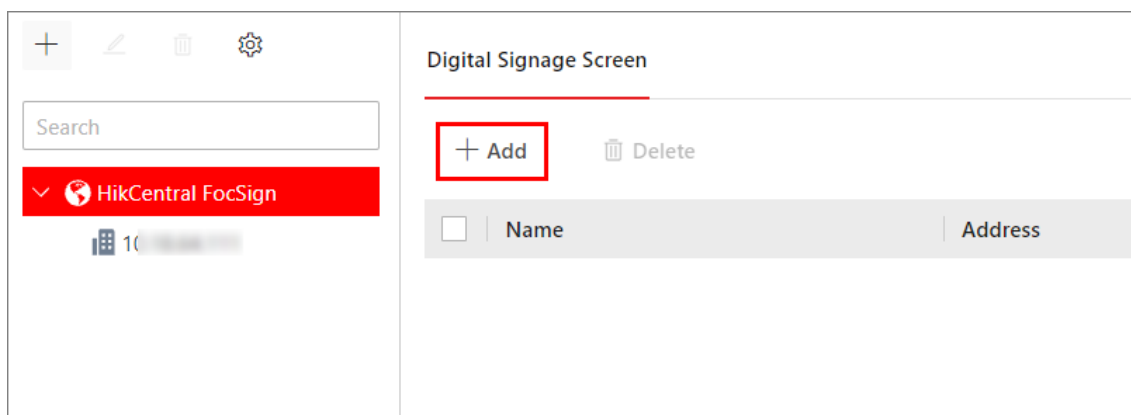 Search
HikCentral FocSign
Digital Signage Screen
Add
Delete
Name
Address